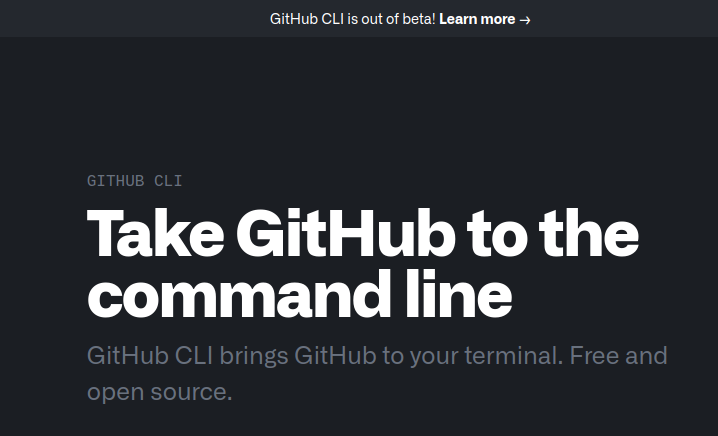 GitHub CLI is out of beta! Learn more →
GITHUB CLI
Take GitHub to the
command line
GitHub CLI brings GitHub to your terminal. Free and
open source.